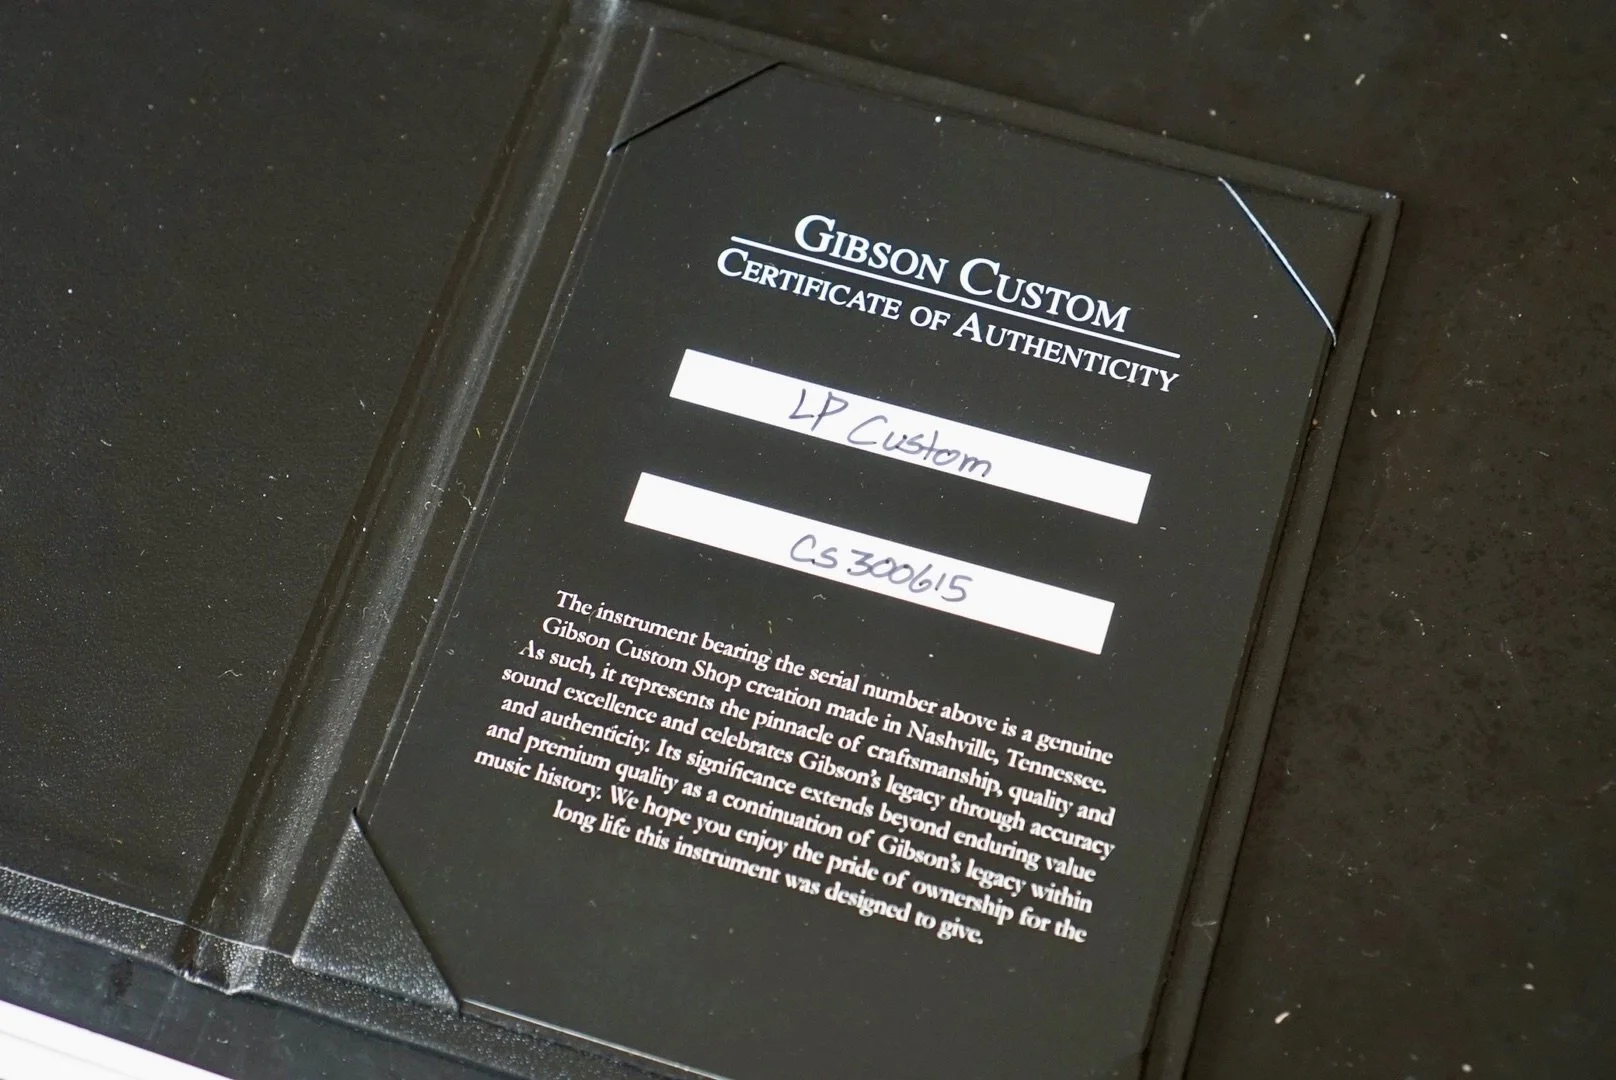 GIBSON CUSTOM
CERTIFICATE OF AUTHENTICITY
LP Custom
CS300615
The instrument bearing the serial number above is a genuine
Gibson Custom Shop creation made in Nashville, Tennessee.
As such, it represents the pinnacle of craftsmanship, quality and
sound excellence and celebrates Gibson's legacy through accuracy
and authenticity. Its significance extends beyond enduring value
and premium quality as a continuation of Gibson's legacy within
music history. We hope you enjoy the pride of ownership for the
long life this instrument was designed to give.